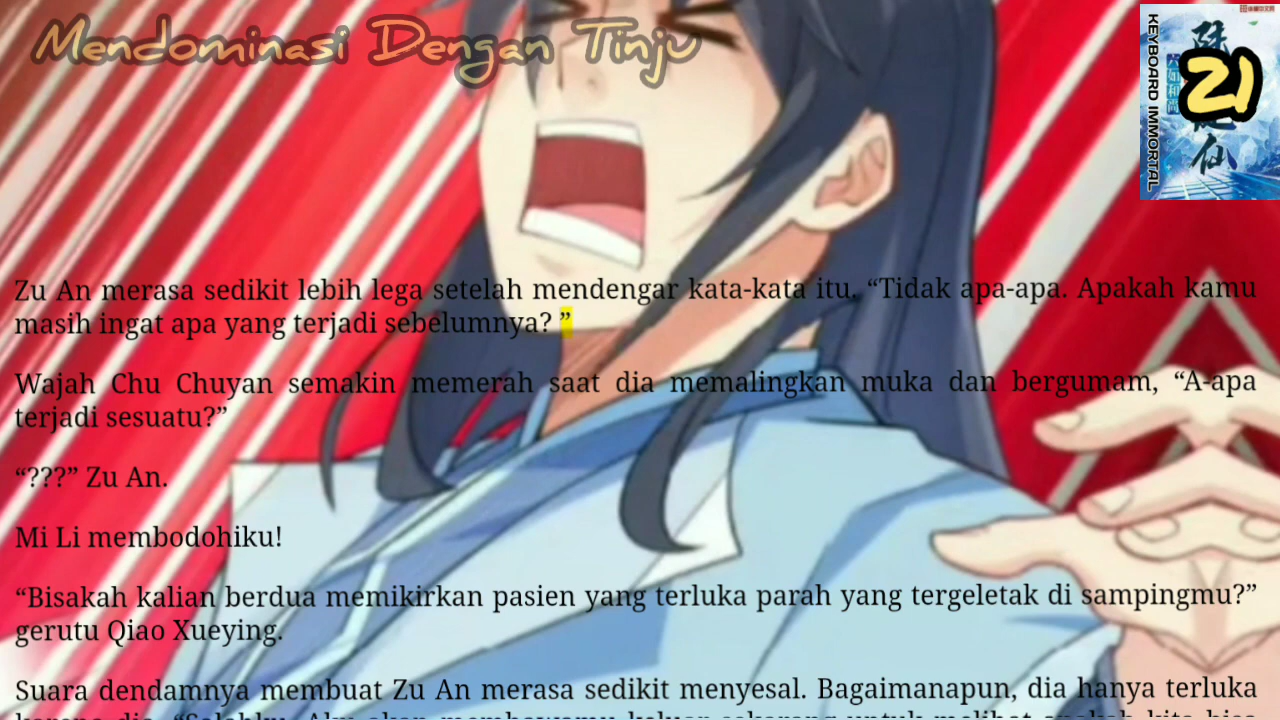 Mendominasi Dengan Tinju
KEYBOARD IMMORTAL
21
Zu An merasa sedikit lebih lega setelah mendengar kata-kata itu, “Tidak apa-apa. Apakah kamu
masih ingat apa yang terjadi sebelumnya? ”
Wajah Chu Chuyan semakin memerah saat dia memalingkan muka dan bergumam, “A-apa
terjadi sesuatu?”
“???” Zu An.
Mi Li membodohiku!
“Bisakah kalian berdua memikirkan pasien yang terluka parah yang tergeletak di sampingmu?”
gerutu Qiao Xueying.
Suara dendamnya membuat Zu An merasa sedikit menyesal. Bagaimanapun, dia hanya terluka